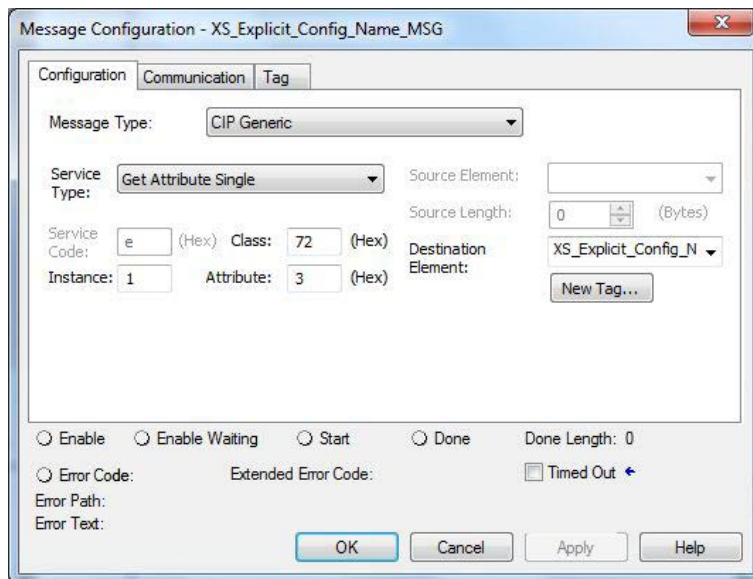 Message Configuration - XS_Explicit_Config_Name_MSG
Configuration Communication Tag
Message Type: CIP Generic
Service Type: Get Attribute Single
Source Element:
Source Length: 0 (Bytes)
Service Code: e (Hex) Class: 72 (Hex)
Destination Element: XS_Explicit_Config_N
Instance: 1 Attribute: 3 (Hex)
New Tag...
Enable Enable Waiting Start Done Done Length: 0
Error Code: Extended Error Code: Timed Out
Error Path:
Error Text:
OK Cancel Apply Help